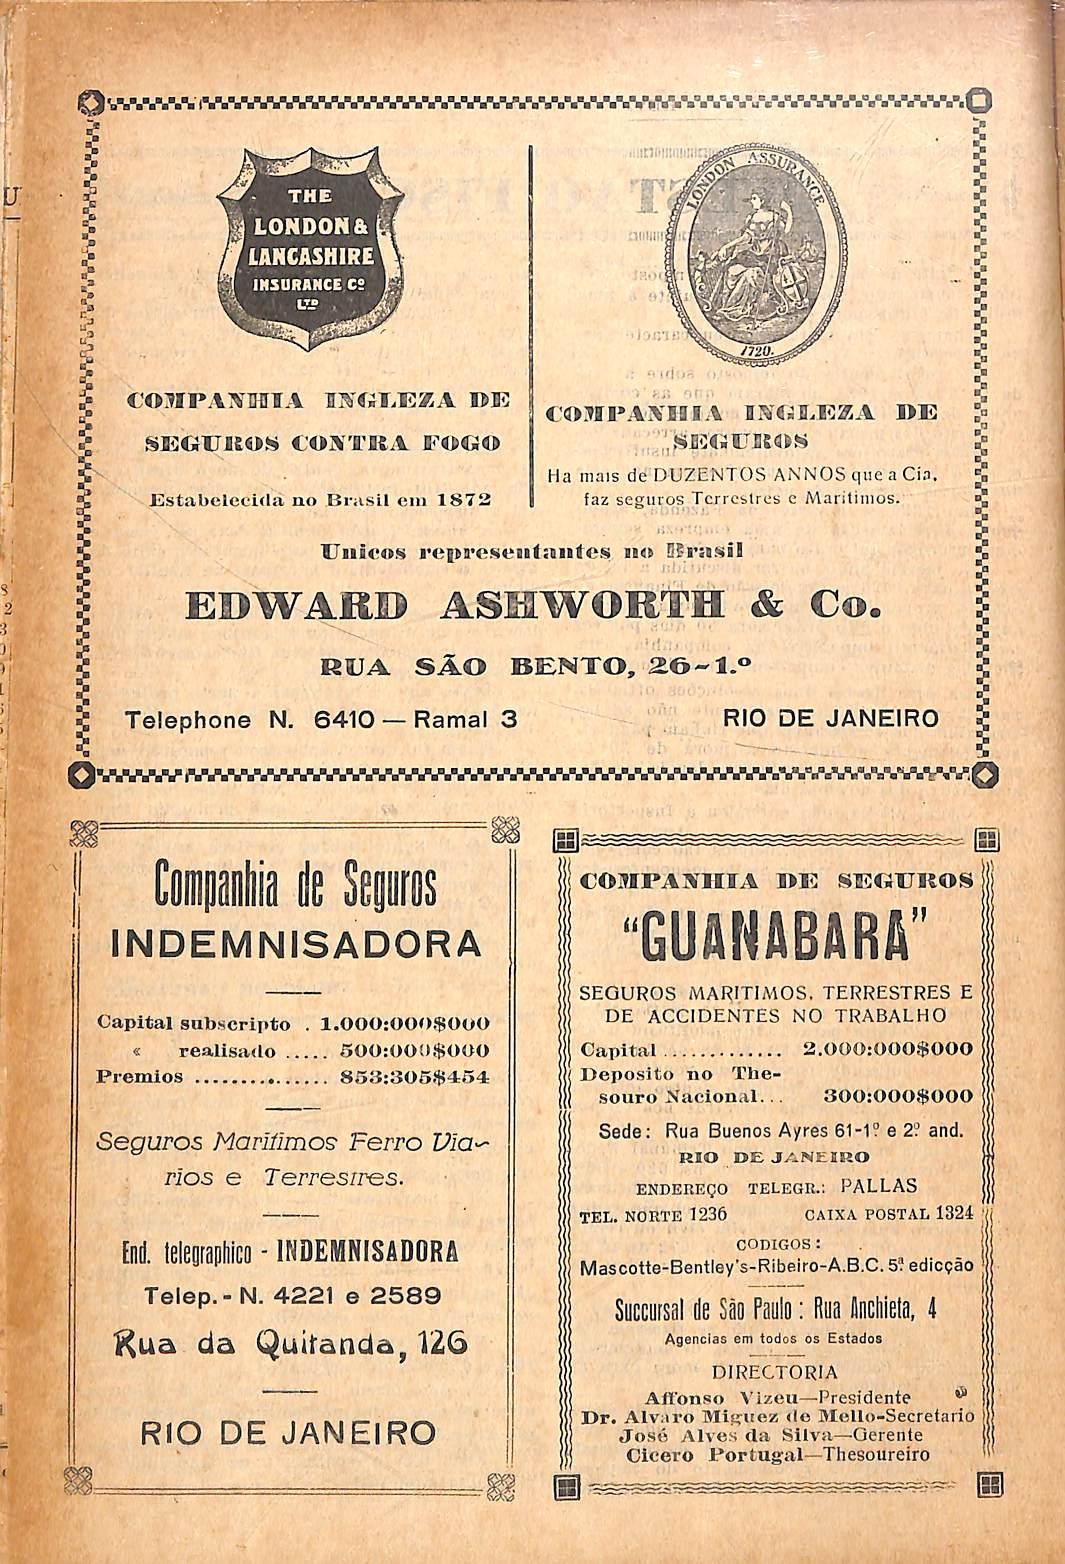 THE
LONDON &
LANCASHIRE
INSURANCE Cº
LTD
COMPANHIA INGLEZA DE
SEGUROS CONTRA FOGO
Estabelecida no Brasil em 1872
LONDON ASSURANCE
1720.
COMPANHIA INGLEZA DE
SEGUROS
Ha mais de DUZENTOS ANNOS que a Cia.
faz seguros Terrestres e Maritimos.
Unicos representantes no Brasil
EDWARD ASHWORTH & Co.
RUA SÃO BENTO, 26-1.º
Telephone N. 6410 — Ramal 3 RIO DE JANEIRO
Companhia de Seguros
INDEMNISADORA
Capital subscripto . 1.000:000$000
« realisado ..... 500:000$000
Premios ............... 853:305$454
Seguros Maritimos Ferro Via-
rios e Terrestres.
End. telegraphico - INDEMNISADORA
Telep. - N. 4221 e 2589
Rua da Quitanda, 126
RIO DE JANEIRO
COMPANHIA DE SEGUROS
“GUANABARA”
SEGUROS MARITIMOS, TERRESTRES E
DE ACCIDENTES NO TRABALHO
Capital ............. 2.000:000$000
Deposito no The-
souro Nacional... 300:000$000
Sede: Rua Buenos Ayres 61-1º e 2º and.
RIO DE JANEIRO
ENDEREÇO TELEGR.: PALLAS
TEL. NORTE 1236 CAIXA POSTAL 1324
CODIGOS:
Mascotte-Bentley's-Ribeiro-A.B.C. 5ª edicção
Succursal de São Paulo: Rua Anchieta, 4
Agencias em todos os Estados
DIRECTORIA
Affonso Vizeu—Presidente
Dr. Alvaro Miguez de Mello-Secretario
José Alves da Silva—Gerente
Cicero Portugal—Thesoureiro